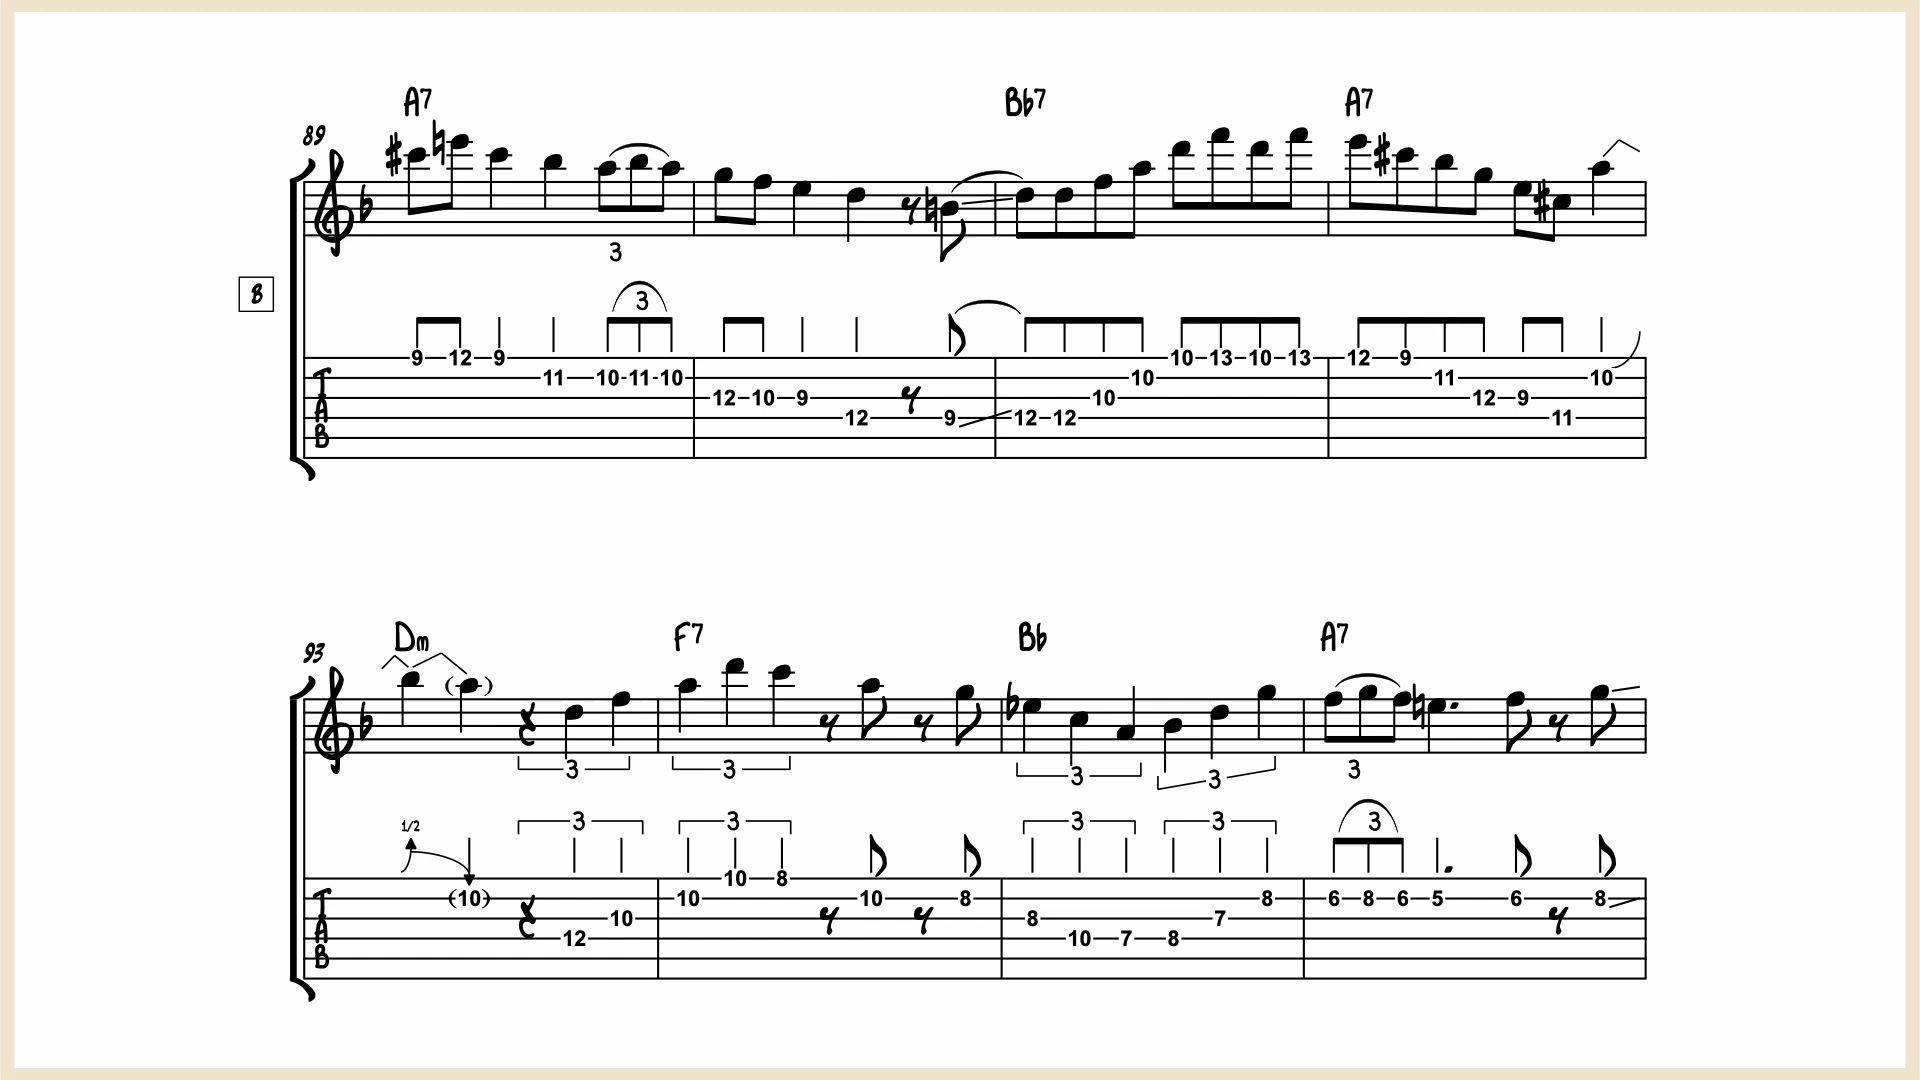 A7 Bb7 A7
89
3
B
3
9 12 9 10 13 10 13 12 9
11 10 11 10 10 11 10
12 10 9 10 12 9
12 9 12 12 11
TAB
Dm F7 Bb A7
93
( )
3 3 3 3 3
1/2 3 3 3 3 3
10 8
(10) 10 10 8 8 6 8 6 5 6 8
10 8 7
12 10 7 8
TAB